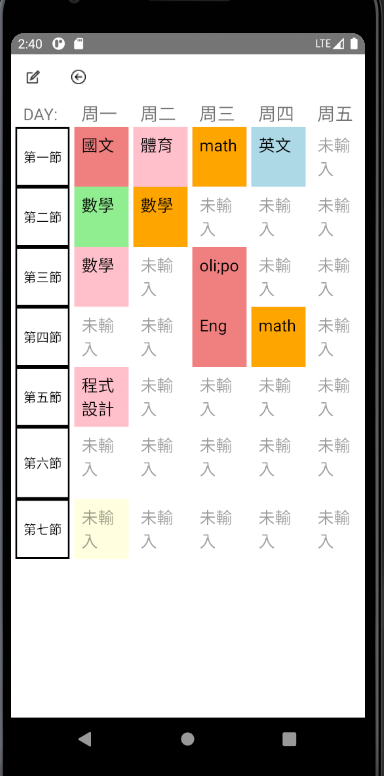 2:40 LTE
DAY: 周一 周二 周三 周四 周五
第一節 國文 體育 math 英文 未輸入
第二節 數學 數學 未輸入 未輸入 未輸入
第三節 數學 未輸入 oli;po 未輸入 未輸入
第四節 未輸入 未輸入 Eng math 未輸入
第五節 程式設計 未輸入 未輸入 未輸入 未輸入
第六節 未輸入 未輸入 未輸入 未輸入 未輸入
第七節 未輸入 未輸入 未輸入 未輸入 未輸入